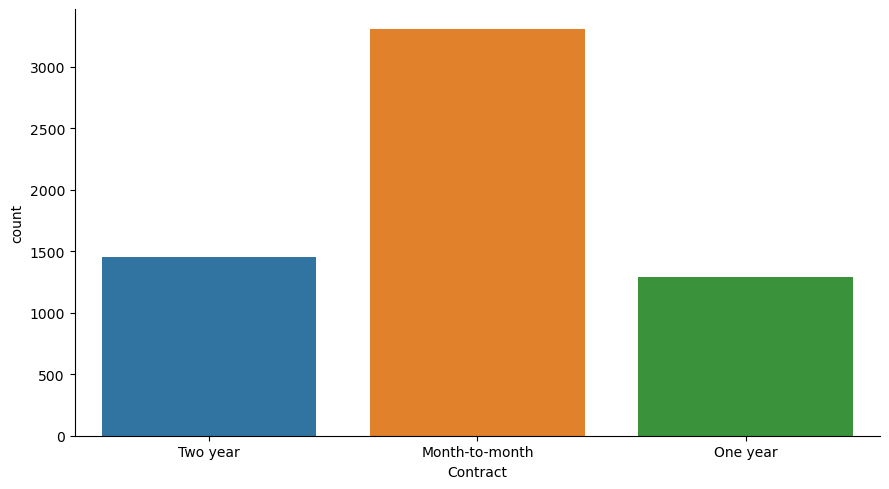 3000
2500
2000
1500
1000
500
0
count
Two year
Month-to-month
One year
Contract